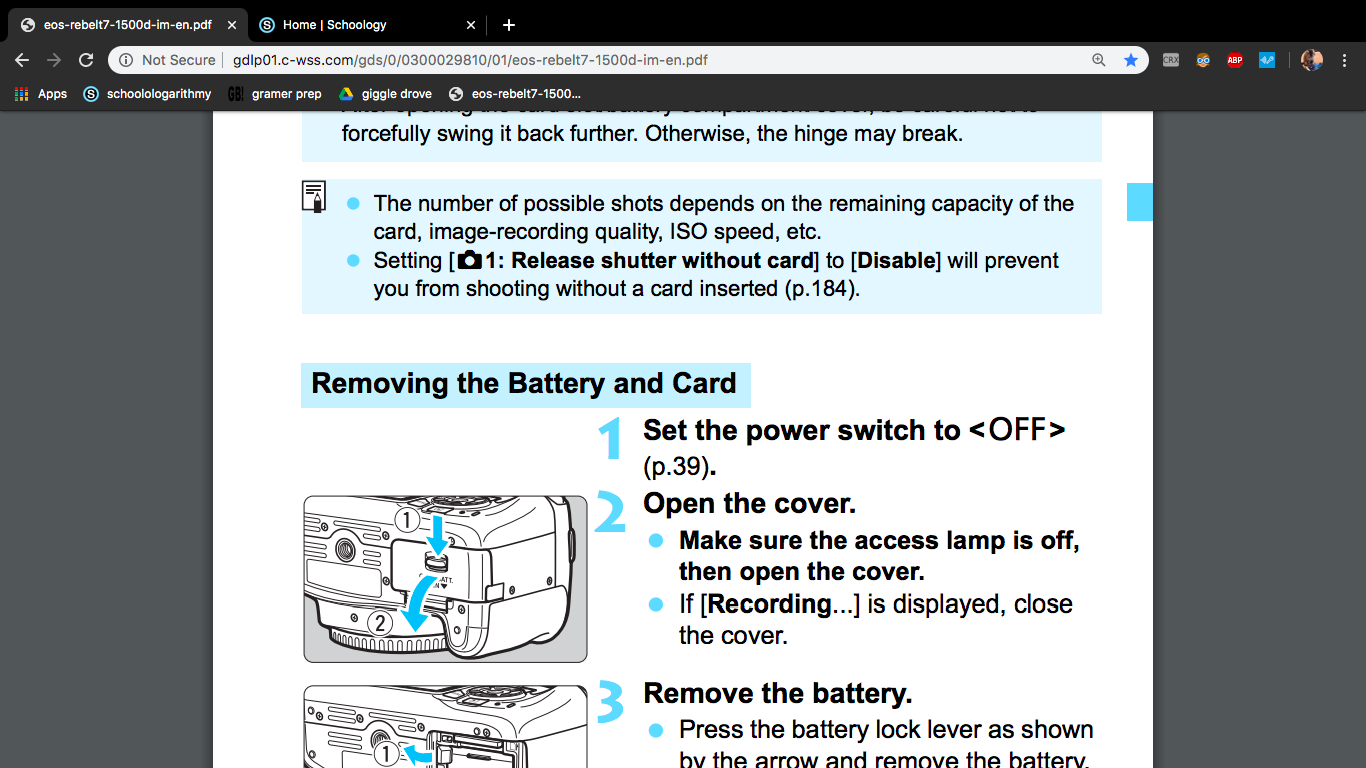 eos-rebelt7-1500d-im-en.pdf
Home | Schoology
Not Secure
gdlp01.c-wss.com/gds/0/0300029810/01/eos-rebelt7-1500d-im-en.pdf
CRX
ABP
Apps
schoolologarithmy
GB!
gramer prep
giggle drove
eos-rebelt7-1500...
forcefully swing it back further. Otherwise, the hinge may break.
The number of possible shots depends on the remaining capacity of the
card, image-recording quality, ISO speed, etc.
Setting [1: Release shutter without card] to [Disable] will prevent
you from shooting without a card inserted (p.184).
Removing the Battery and Card
1
Set the power switch to <OFF>
(p.39).
2
Open the cover.
Make sure the access lamp is off,
then open the cover.
If [Recording...] is displayed, close
the cover.
1
2
3
Remove the battery.
Press the battery lock lever as shown
by the arrow and remove the battery.
1